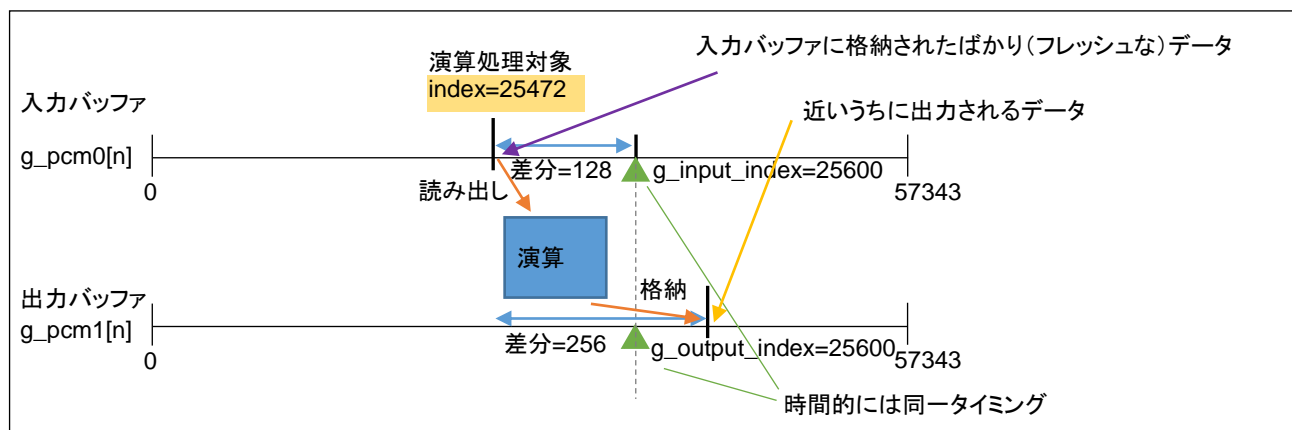 入力バッファに格納されたばかり（フレッシュな）データ
演算処理対象
index=25472
入力バッファ
近いうちに出力されるデータ
g_pcm0[n]
差分=128
g_input_index=25600
0
57343
読み出し
演算
格納
出力バッファ
g_pcm1[n]
差分=256
g_output_index=25600
0
57343
時間的には同一タイミング